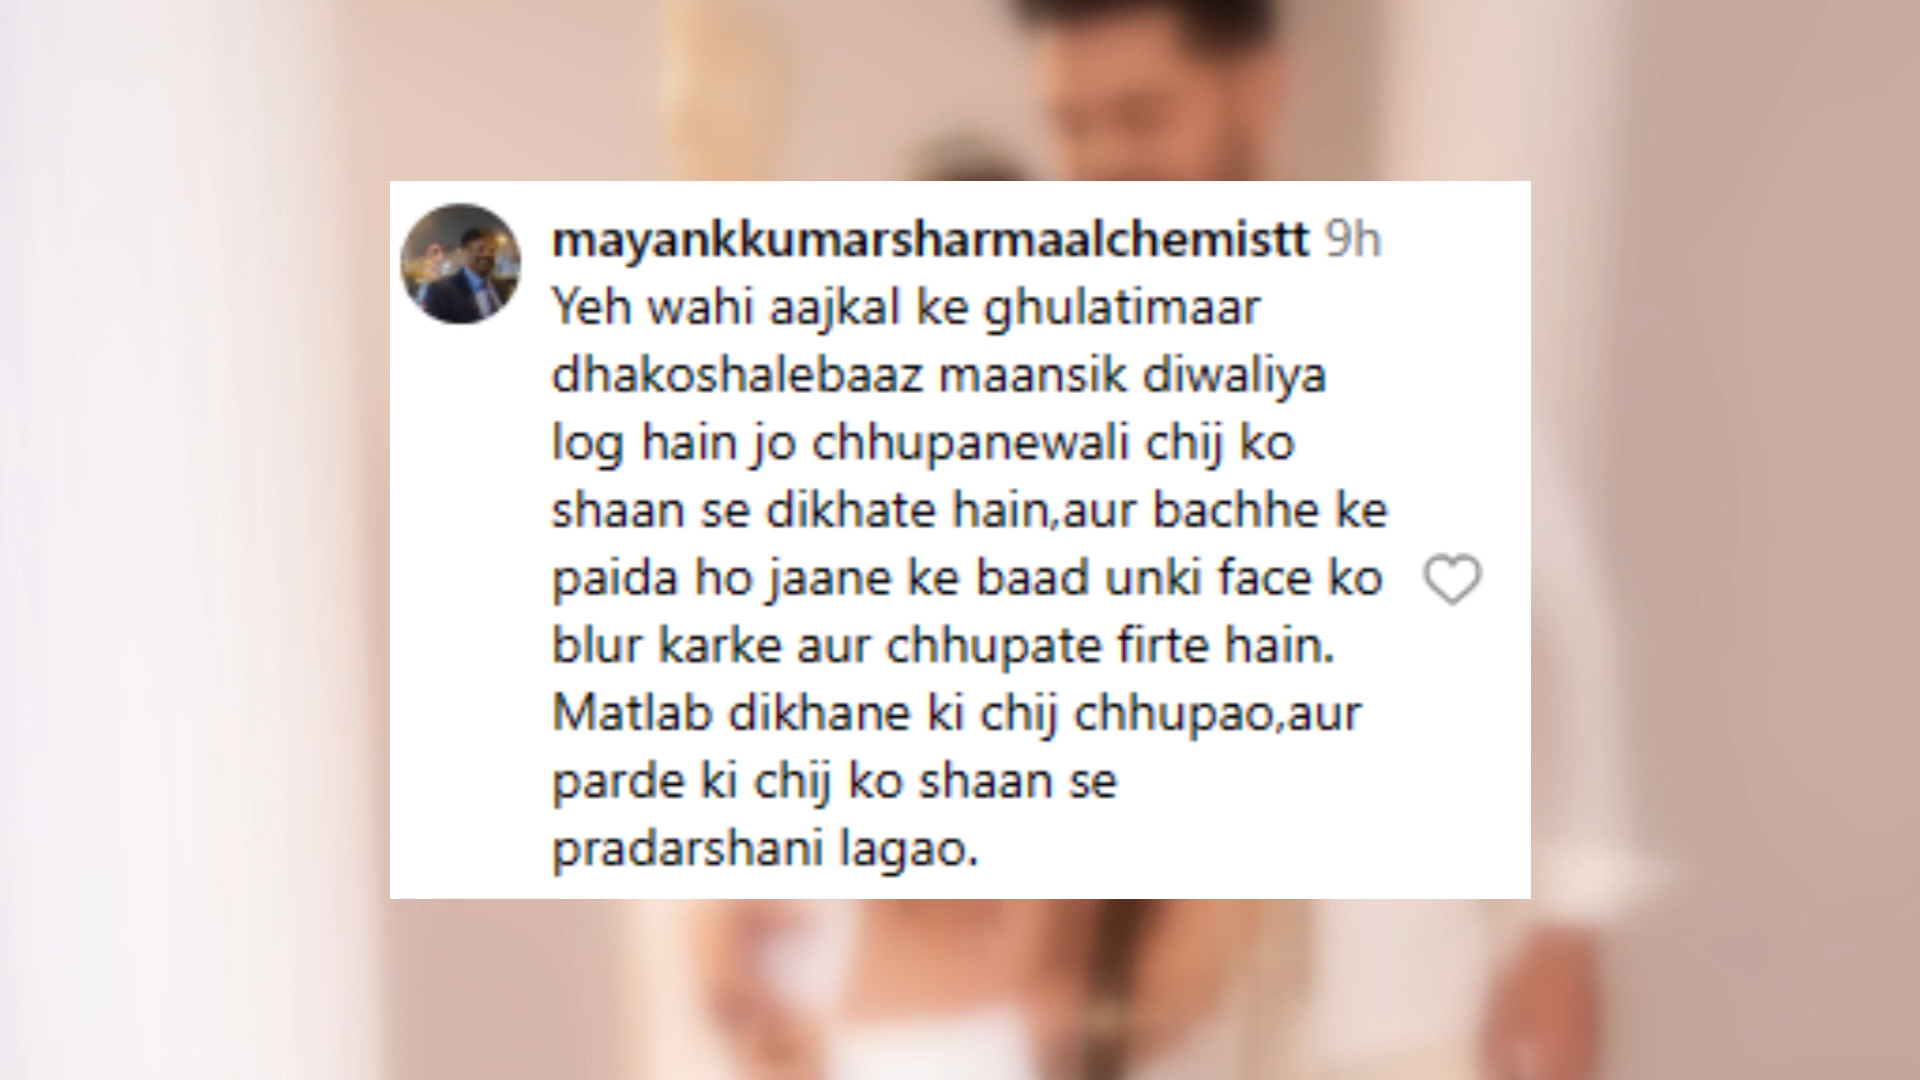 mayankkumarsharmaalchemistt 9h
Yeh wahi aajkal ke ghulatimaar
dhakoshalebaaz maansik diwaliya
log hain jo chhupanewali chij ko
shaan se dikhate hain,aur bachhe ke
paida ho jaane ke baad unki face ko
blur karke aur chhupate firte hain.
Matlab dikhane ki chij chhupao,aur
parde ki chij ko shaan se
pradarshani lagao.